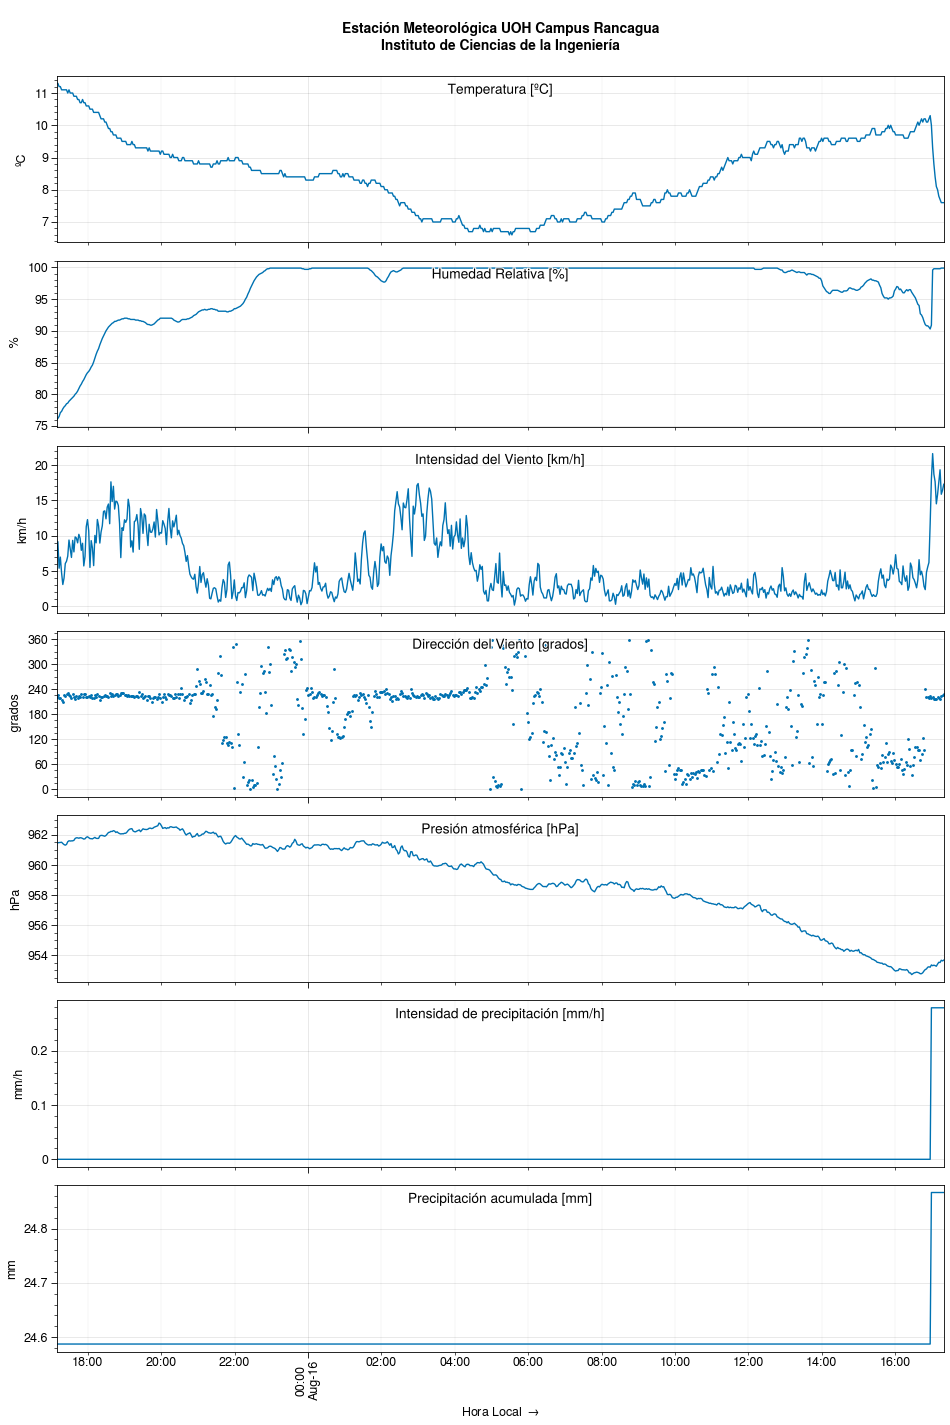 Estación Meteorológica UOH Campus Rancagua
Instituto de Ciencias de la Ingeniería
Temperatura [ºC]
ºC
11
10
9
8
7
Humedad Relativa [%]
%
100
95
90
85
80
75
Intensidad del Viento [km/h]
km/h
20
15
10
5
0
Dirección del Viento [grados]
grados
360
300
240
180
120
60
0
Presión atmosférica [hPa]
hPa
962
960
958
956
954
Intensidad de precipitación [mm/h]
mm/h
0.2
0.1
0
Precipitación acumulada [mm]
mm
24.8
24.7
24.6
18:00 20:00 22:00 00:00 02:00 04:00 06:00 08:00 10:00 12:00 14:00 16:00
Aug-16
Hora Local →